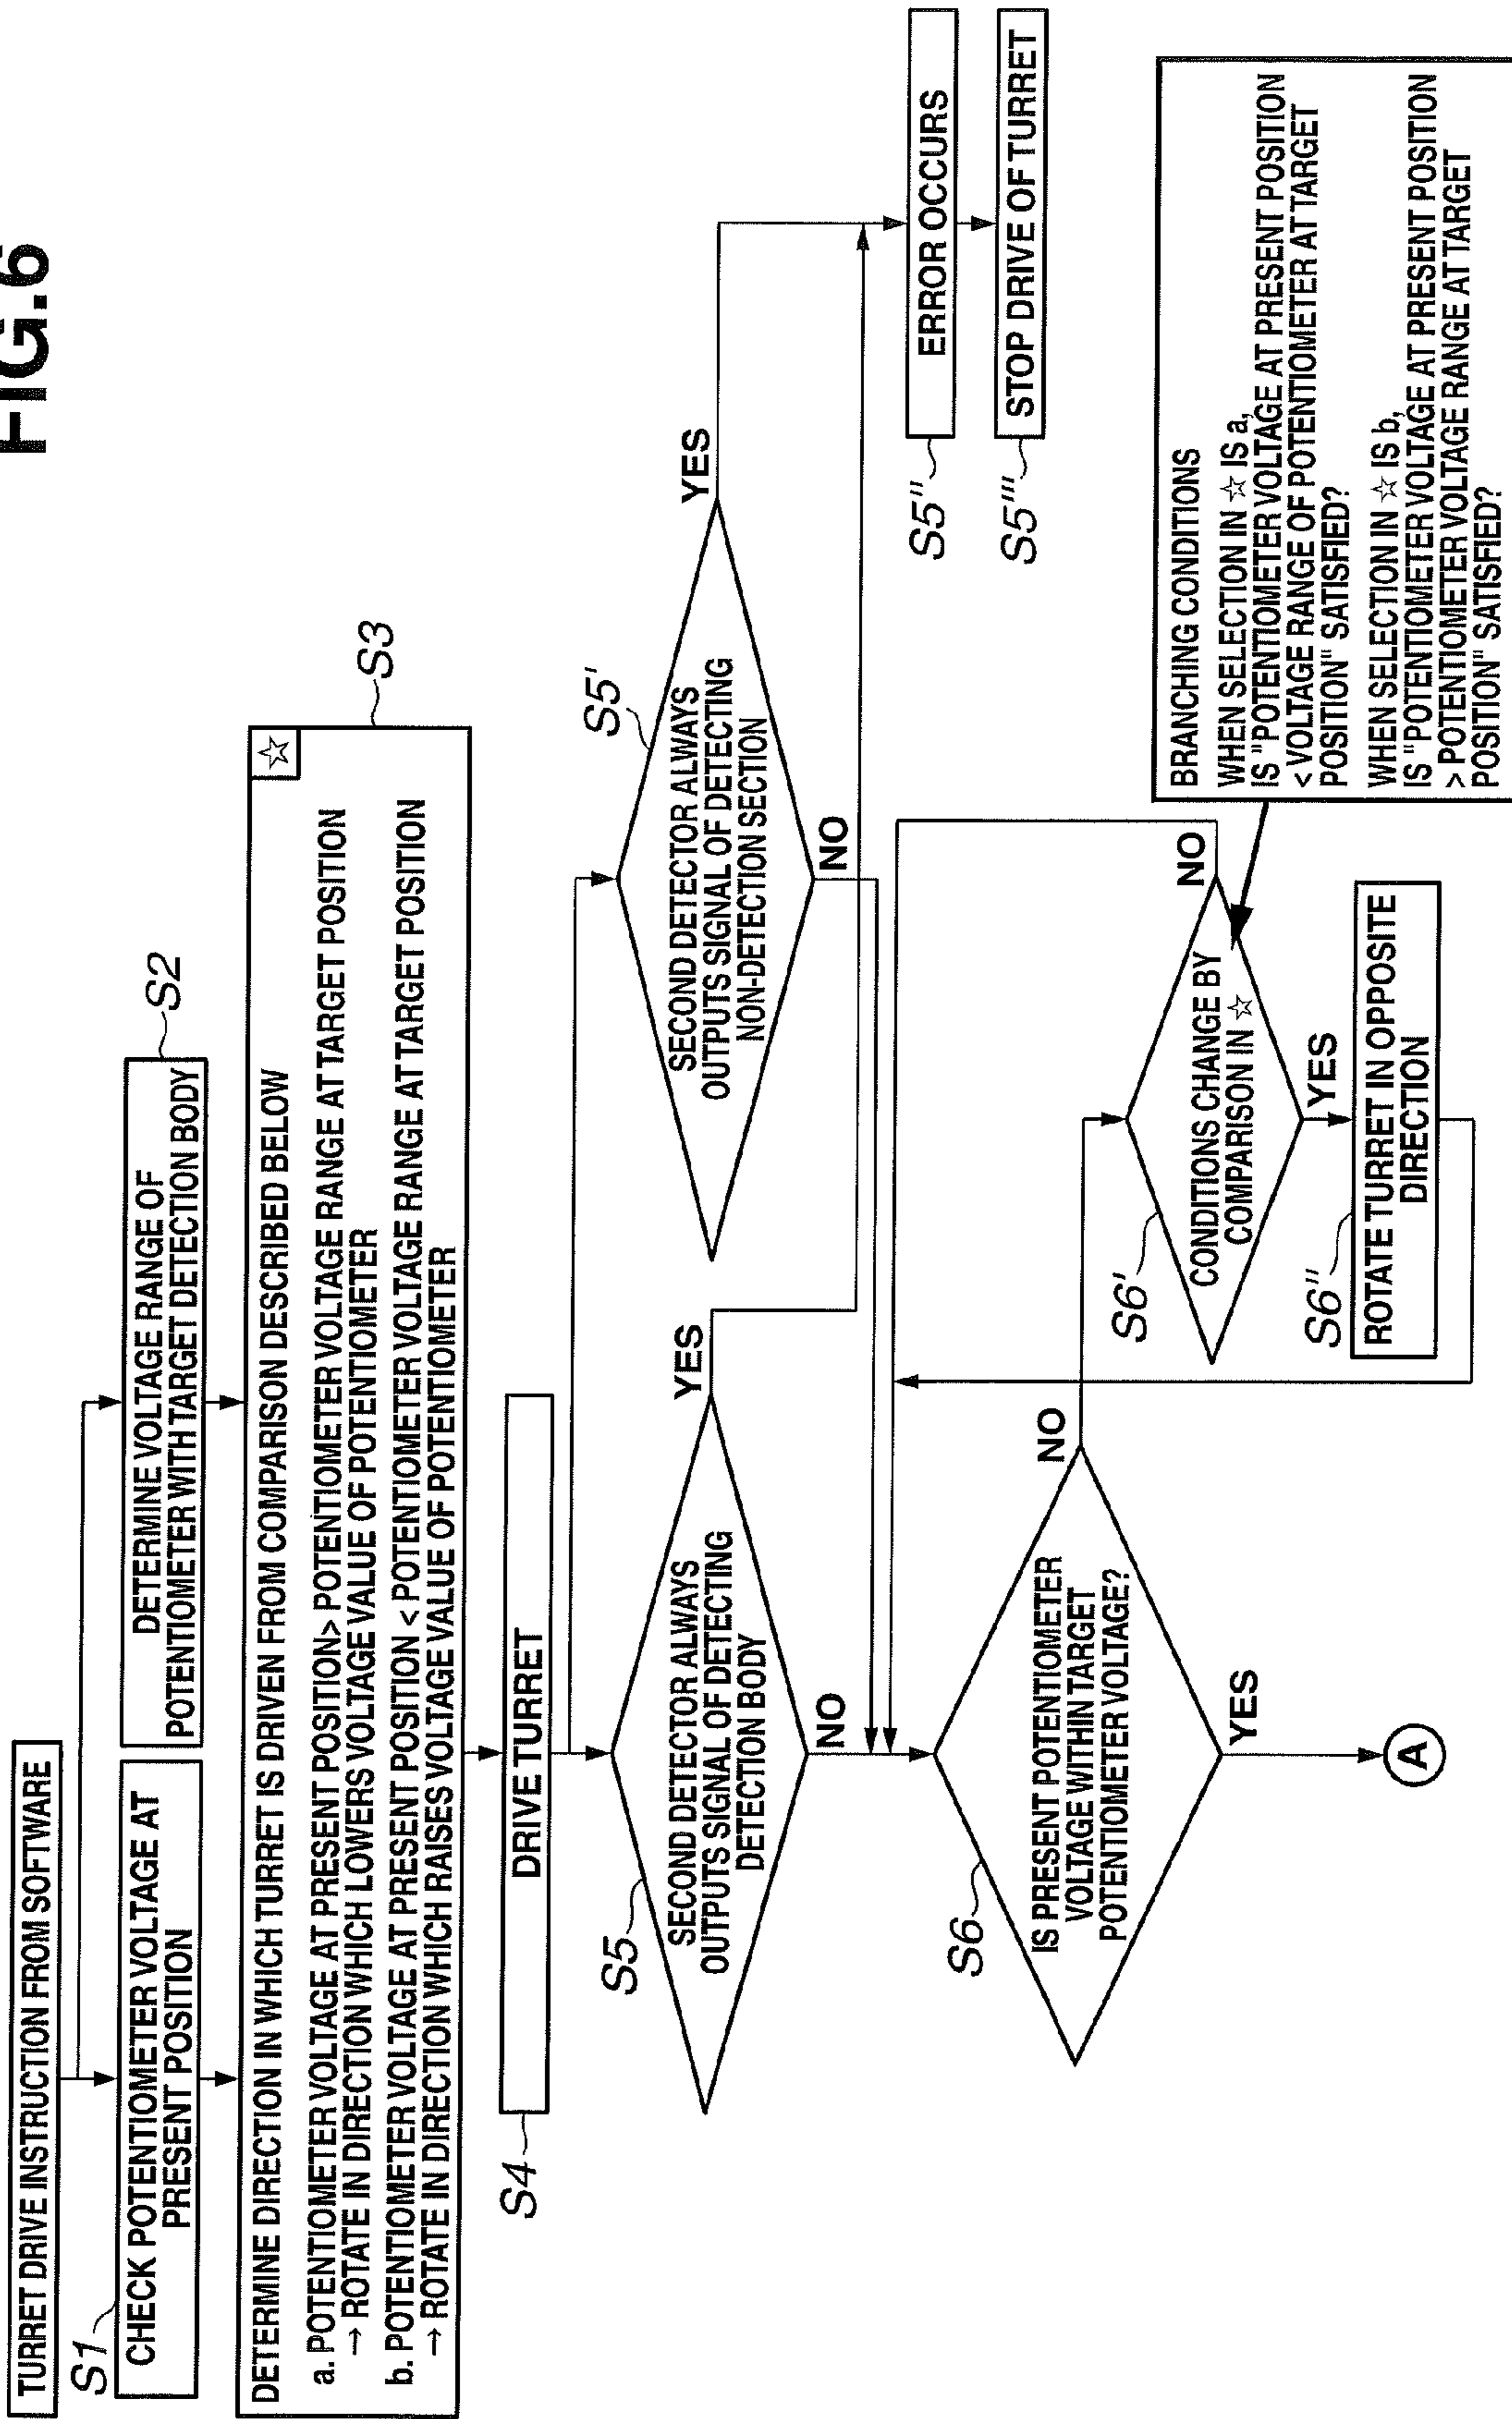 FIG.6
TURRET DRIVE INSTRUCTION FROM SOFTWARE
S1
CHECK POTENTIOMETER VOLTAGE AT
PRESENT POSITION
S2
DETERMINE VOLTAGE RANGE OF
POTENTIOMETER WITH TARGET DETECTION BODY
S3
☆
DETERMINE DIRECTION IN WHICH TURRET IS DRIVEN FROM COMPARISON DESCRIBED BELOW
a. POTENTIOMETER VOLTAGE AT PRESENT POSITION> POTENTIOMETER VOLTAGE RANGE AT TARGET POSITION
→ ROTATE IN DIRECTION WHICH LOWERS VOLTAGE VALUE OF POTENTIOMETER
b. POTENTIOMETER VOLTAGE AT PRESENT POSITION < POTENTIOMETER VOLTAGE RANGE AT TARGET POSITION
→ ROTATE IN DIRECTION WHICH RAISES VOLTAGE VALUE OF POTENTIOMETER
S4
DRIVE TURRET
S5
SECOND DETECTOR ALWAYS
OUTPUTS SIGNAL OF DETECTING
DETECTION BODY
YES
NO
S5'
SECOND DETECTOR ALWAYS
OUTPUTS SIGNAL OF DETECTING
NON-DETECTION SECTION
YES
NO
S5''
ERROR OCCURS
S5'''
STOP DRIVE OF TURRET
S6
IS PRESENT POTENTIOMETER
VOLTAGE WITHIN TARGET
POTENTIOMETER VOLTAGE?
NO
YES
A
S6'
CONDITIONS CHANGE BY
COMPARISON IN ☆
NO
YES
S6''
ROTATE TURRET IN OPPOSITE
DIRECTION
BRANCHING CONDITIONS
WHEN SELECTION IN ☆ IS a,
IS "POTENTIOMETER VOLTAGE AT PRESENT POSITION
< VOLTAGE RANGE OF POTENTIOMETER AT TARGET
POSITION" SATISFIED?
WHEN SELECTION IN ☆ IS b,
IS "POTENTIOMETER VOLTAGE AT PRESENT POSITION
> POTENTIOMETER VOLTAGE RANGE AT TARGET
POSITION" SATISFIED?